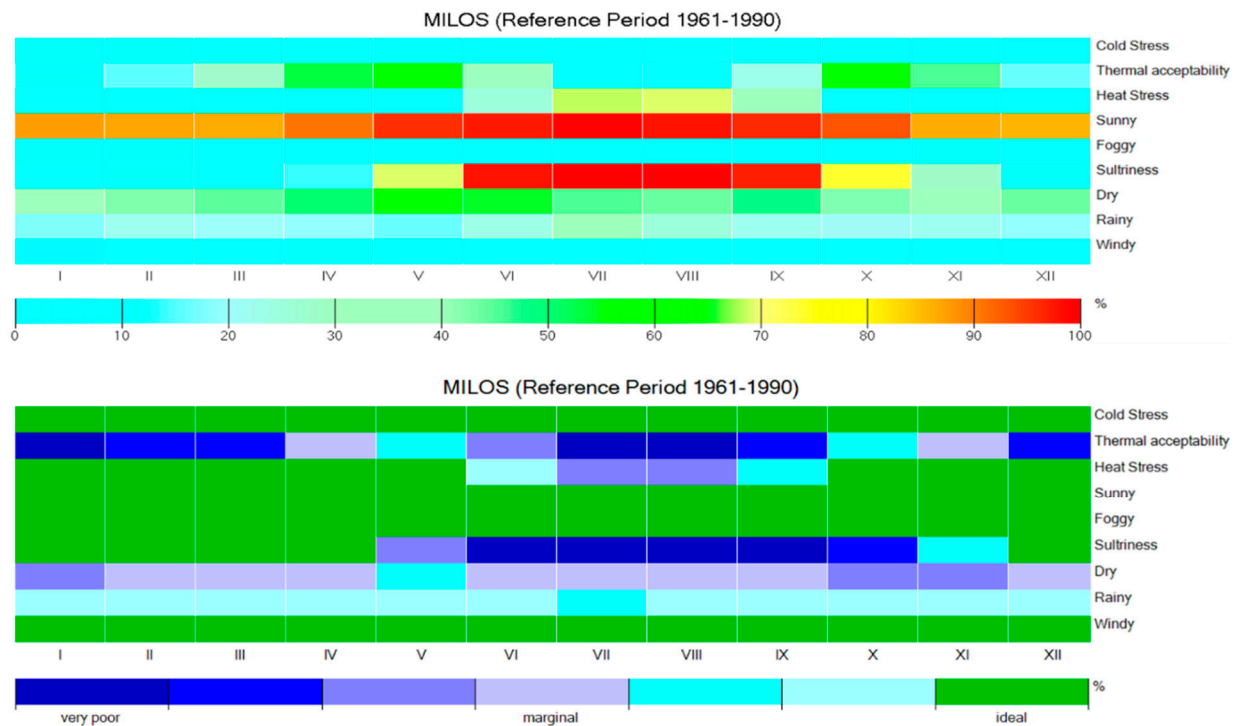 MILOS (Reference Period 1961-1990)
Cold Stress
Thermal acceptability
Heat Stress
Sunny
Foggy
Sultriness
Dry
Rainy
Windy
I II III IV V VI VII VIII IX X XI XII
%
0 10 20 30 40 50 60 70 80 90 100
MILOS (Reference Period 1961-1990)
Cold Stress
Thermal acceptability
Heat Stress
Sunny
Foggy
Sultriness
Dry
Rainy
Windy
I II III IV V VI VII VIII IX X XI XII
%
very poor marginal ideal